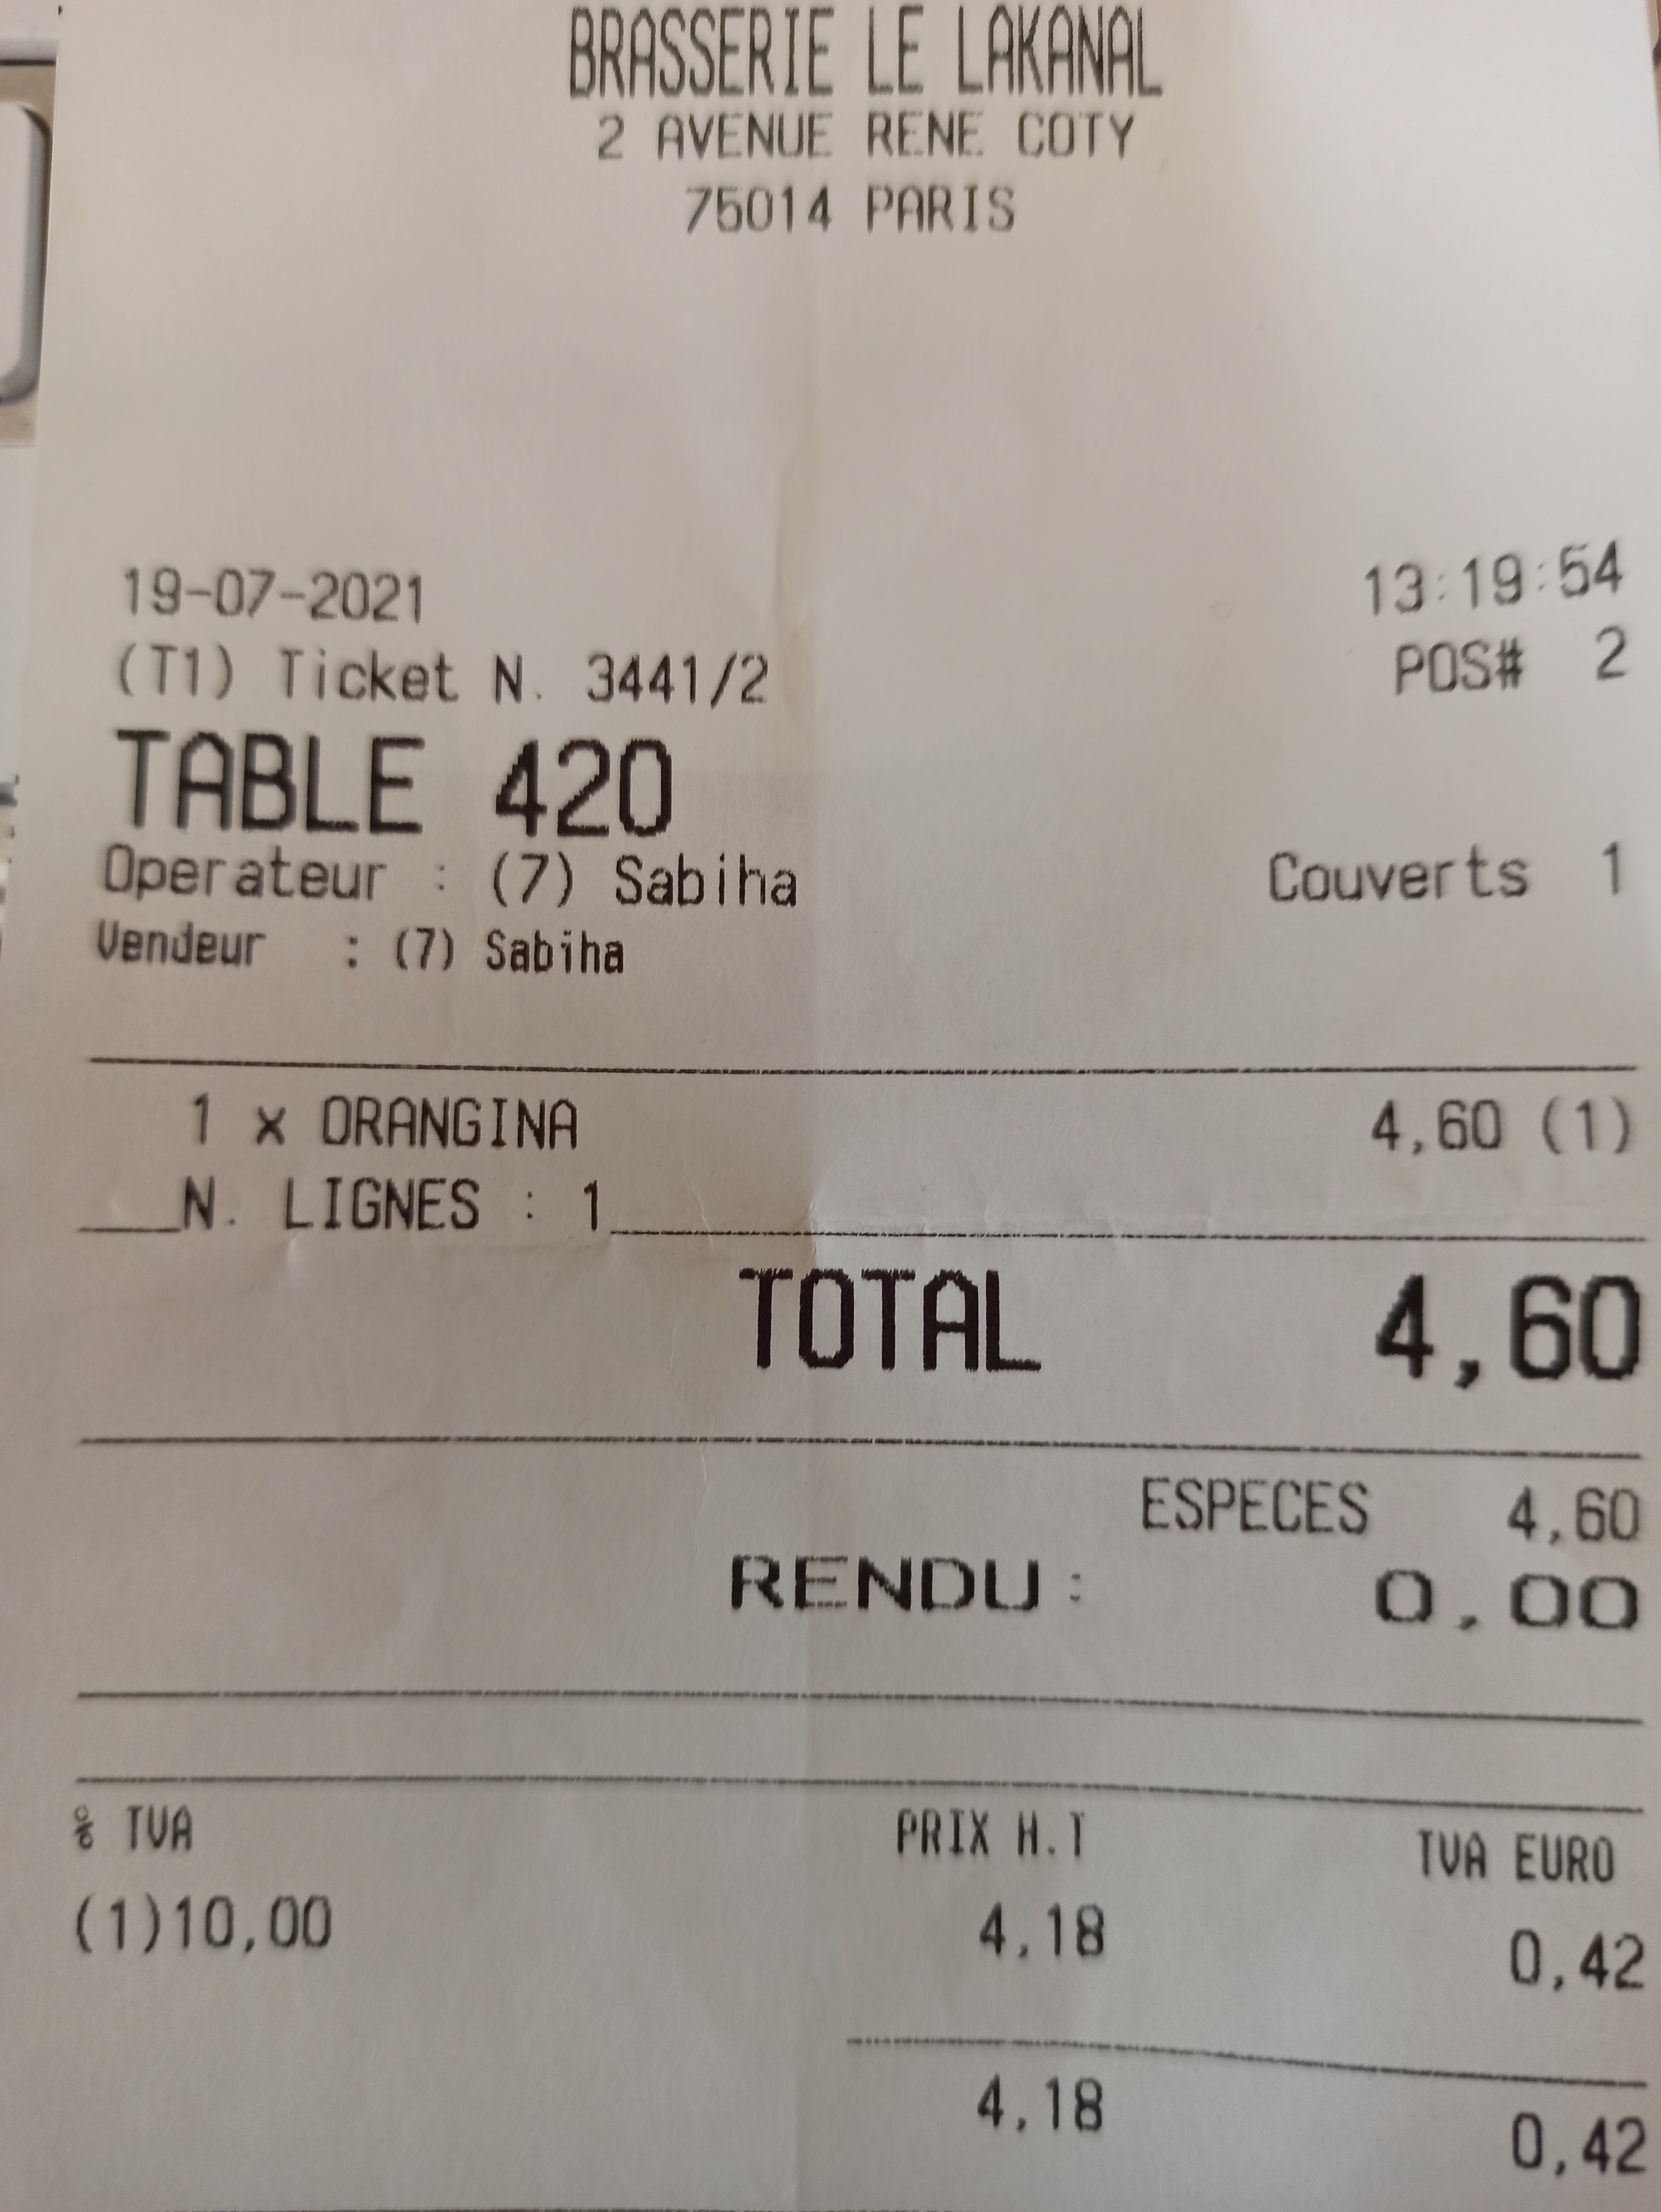 BRASSERIE LE LAKANAL
2 AVENUE RENE COTY
75014 PARIS
19-07-2021 13:19:54
(T1) Ticket N. 3441/2 POS# 2
TABLE 420
Operateur : (7) Sabiha Couverts 1
Vendeur : (7) Sabiha
1 x ORANGINA 4,60 (1)
N. LIGNES : 1
TOTAL 4,60
ESPECES 4,60
RENDU : 0,00
% TVA PRIX H.T TVA EURO
(1)10,00 4,18 0,42
4,18 0,42